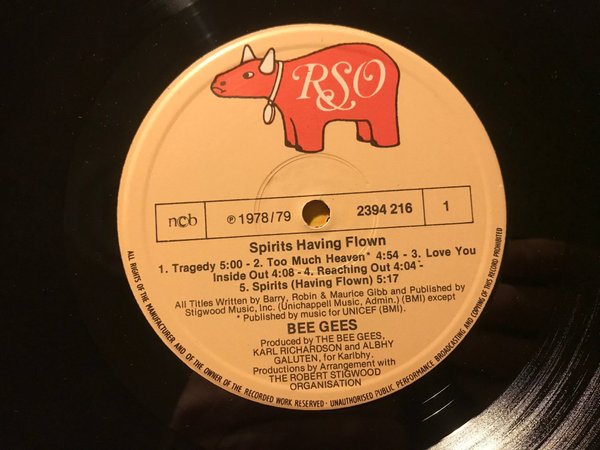 RSO
ncb
℗ 1978/79
2394 216
1
Spirits Having Flown
1. Tragedy 5:00 - 2. Too Much Heaven* 4:54 - 3. Love You
Inside Out 4:08 - 4. Reaching Out 4:04 -
5. Spirits (Having Flown) 5:17
All Titles Written by Barry, Robin & Maurice Gibb and Published by
Stigwood Music, Inc. (Unichappell Music, Admin.) (BMI) except
* Published by music for UNICEF (BMI).
BEE GEES
Produced by THE BEE GEES,
KARL RICHARDSON and ALBHY
GALUTEN, for Karlbhy.
Productions by Arrangement with
THE ROBERT STIGWOOD
ORGANISATION
ALL RIGHTS OF THE MANUFACTURER AND OF THE OWNER OF THE RECORDED WORK RESERVED · UNAUTHORISED PUBLIC PERFORMANCE BROADCASTING AND COPYING OF THIS RECORD PROHIBITED